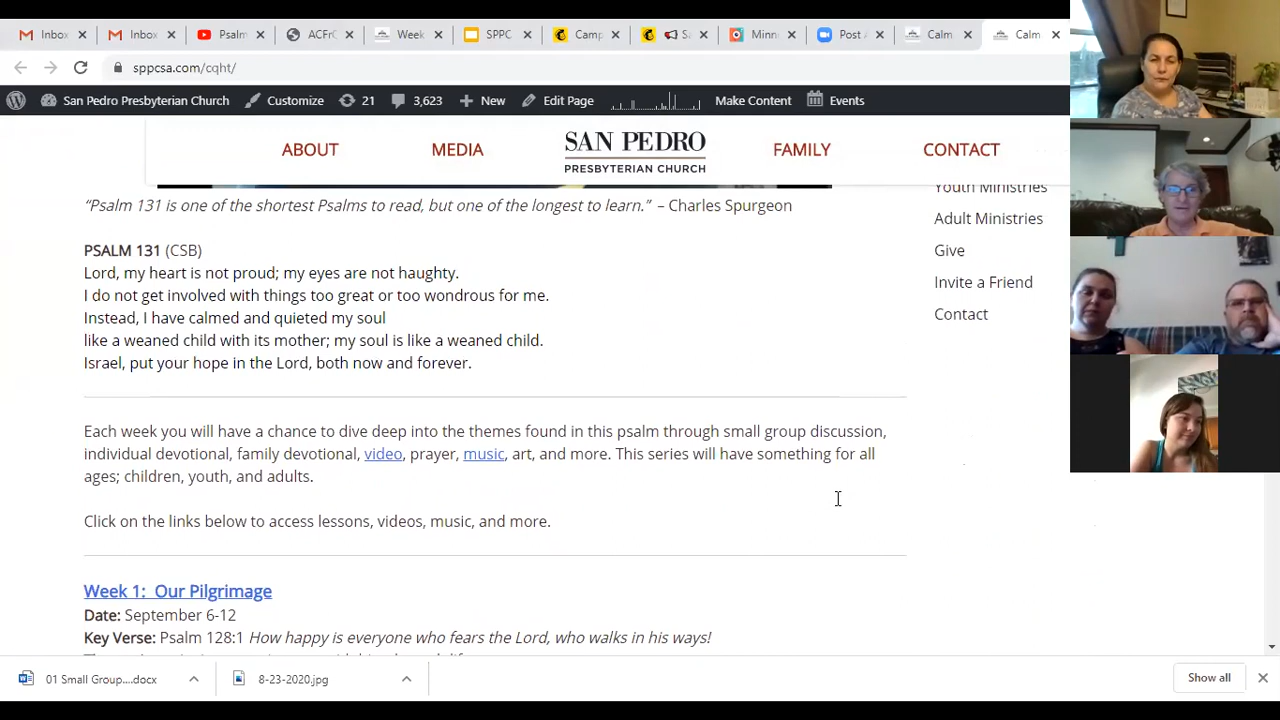 Inbox
Inbox
Psalm
ACFrC
Week
SPPC
Camp
Sa
Minn
Post A
Calm
Calm
sppcsa.com/cqht/
San Pedro Presbyterian Church
Customize
21
3,623
New
Edit Page
Make Content
Events
ABOUT
MEDIA
SAN PEDRO
PRESBYTERIAN CHURCH
FAMILY
CONTACT
“Psalm 131 is one of the shortest Psalms to read, but one of the longest to learn.” – Charles Spurgeon
PSALM 131 (CSB)
Lord, my heart is not proud; my eyes are not haughty.
I do not get involved with things too great or too wondrous for me.
Instead, I have calmed and quieted my soul
like a weaned child with its mother; my soul is like a weaned child.
Israel, put your hope in the Lord, both now and forever.
Each week you will have a chance to dive deep into the themes found in this psalm through small group discussion,
individual devotional, family devotional, video, prayer, music, art, and more. This series will have something for all
ages; children, youth, and adults.
Click on the links below to access lessons, videos, music, and more.
Week 1:  Our Pilgrimage
Date: September 6-12
Key Verse: Psalm 128:1 How happy is everyone who fears the Lord, who walks in his ways!
Youth Ministries
Adult Ministries
Give
Invite a Friend
Contact
01 Small Group....docx
8-23-2020.jpg
Show all